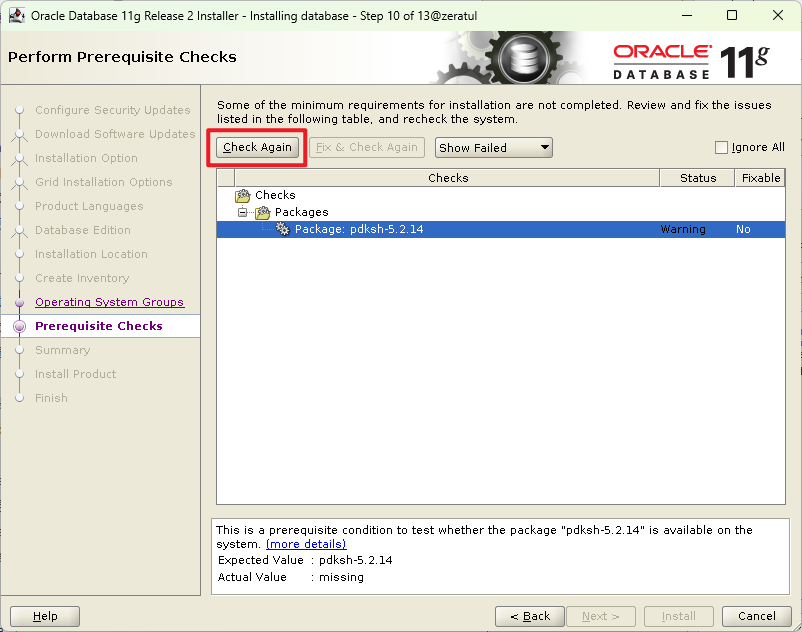 Oracle Database 11g Release 2 Installer - Installing database - Step 10 of 13@zeratul
Perform Prerequisite Checks
ORACLE
DATABASE
11g
Configure Security Updates
Download Software Updates
Installation Option
Grid Installation Options
Product Languages
Database Edition
Installation Location
Create Inventory
Operating System Groups
Prerequisite Checks
Summary
Install Product
Finish
Some of the minimum requirements for installation are not completed. Review and fix the issues
listed in the following table, and recheck the system.
Check Again Fix & Check Again Show Failed Ignore All
Checks Status Fixable
Checks
Packages
Package: pdksh-5.2.14 Warning No
This is a prerequisite condition to test whether the package "pdksh-5.2.14" is available on the
system. (more details)
Expected Value : pdksh-5.2.14
Actual Value : missing
Help < Back Next > Install Cancel